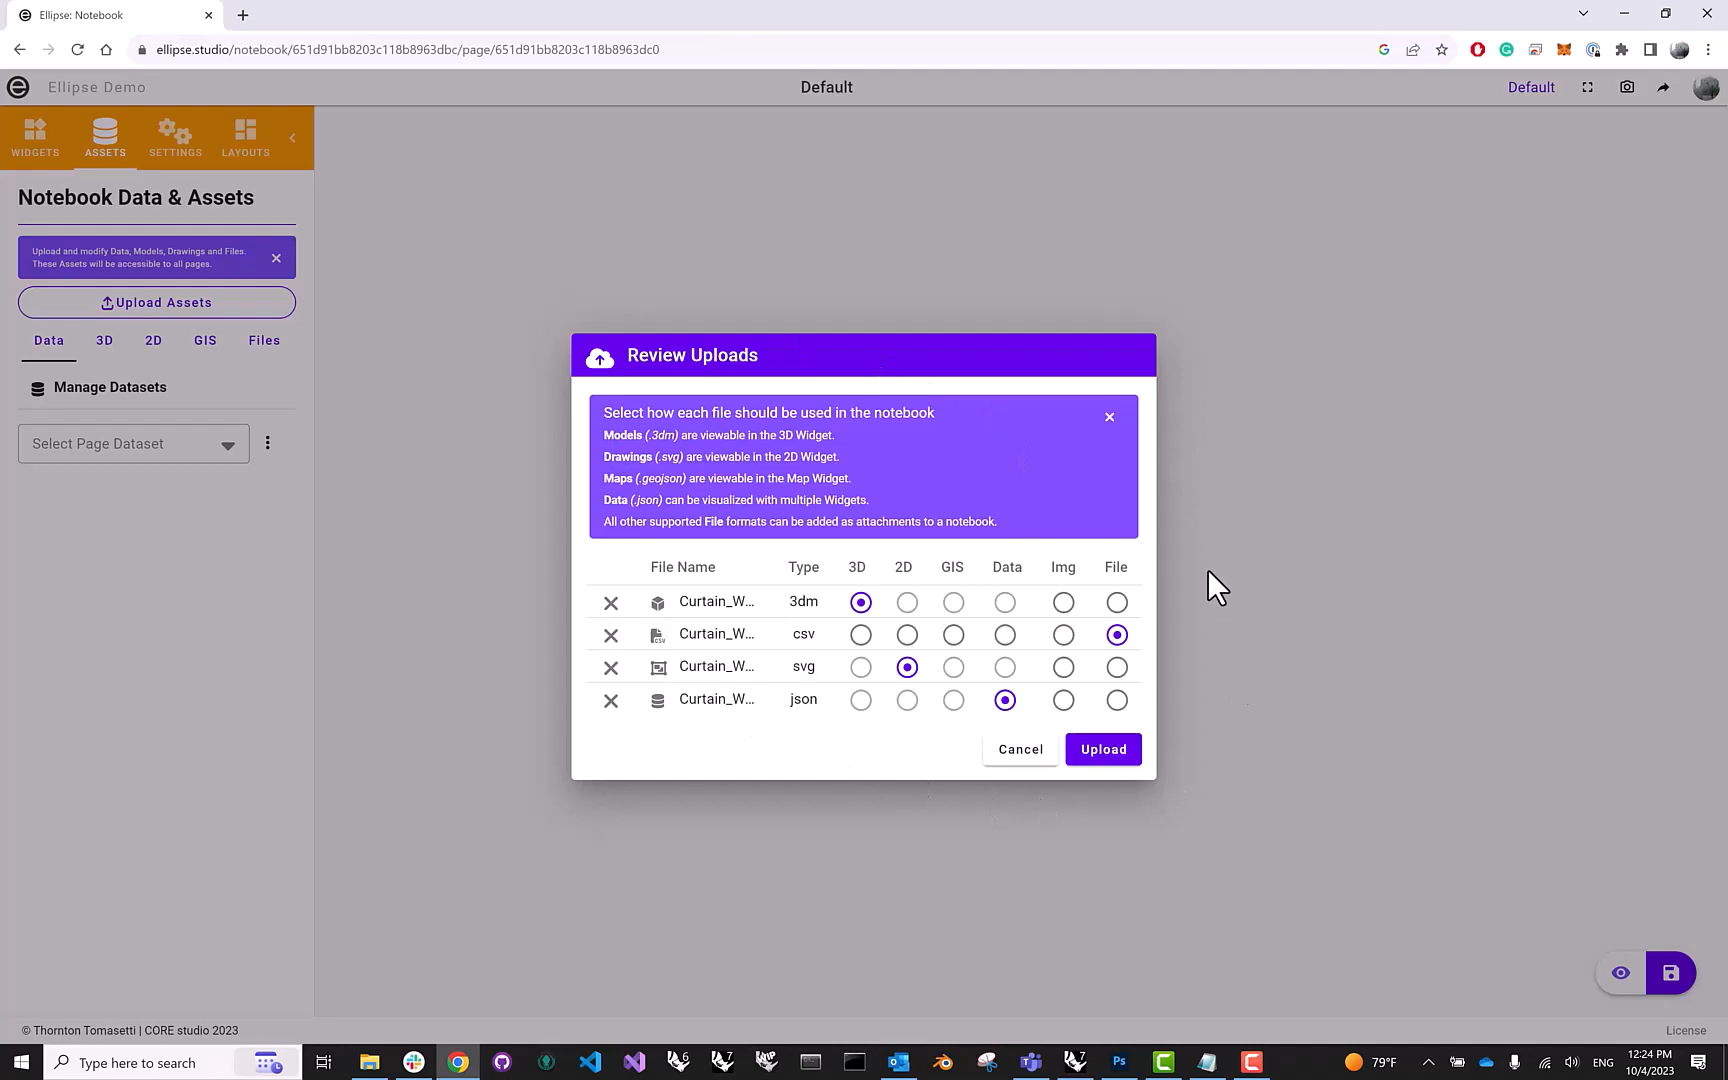 Ellipse: Notebook
ellipse.studio/notebook/651d91bb8203c118b8963dbc/page/651d91bb8203c118b8963dc0
Ellipse Demo
Default
Default
WIDGETS
ASSETS
SETTINGS
LAYOUTS
Notebook Data & Assets
Upload and modify Data, Models, Drawings and Files.
These Assets will be accessible to all pages.
Upload Assets
Data 3D 2D GIS Files
Manage Datasets
Select Page Dataset
Review Uploads
Select how each file should be used in the notebook
Models (.3dm) are viewable in the 3D Widget.
Drawings (.svg) are viewable in the 2D Widget.
Maps (.geojson) are viewable in the Map Widget.
Data (.json) can be visualized with multiple Widgets.
All other supported File formats can be added as attachments to a notebook.
File Name Type 3D 2D GIS Data Img File
Curtain_W... 3dm
Curtain_W... csv
Curtain_W... svg
Curtain_W... json
Cancel Upload
© Thornton Tomasetti | CORE studio 2023
License
Type here to search
79°F
ENG
12:24 PM
10/4/2023